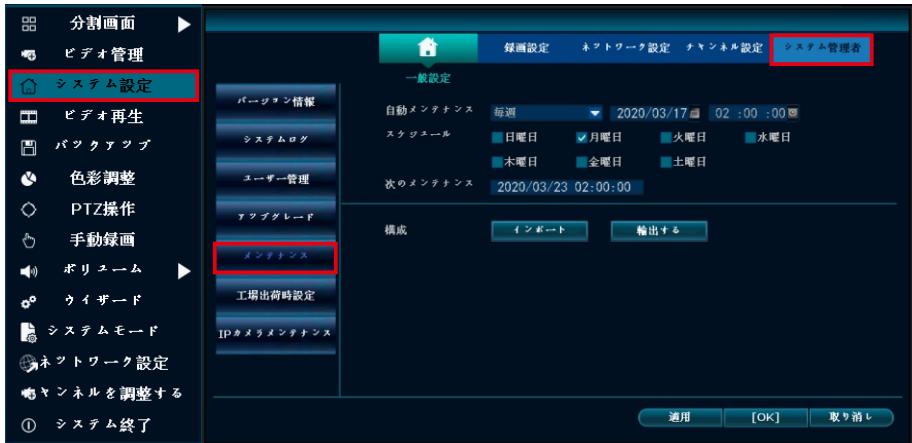 分割画面
ビデオ管理
システム設定
ビデオ再生
バックアップ
色彩調整
PTZ操作
手動録画
ボリューム
ウイザード
システムモード
ネットワーク設定
ャンネルを調整する
システム終了
一般設定
録画設定
ネットワーク設定
チャンネル設定
システム管理者
バージョン情報
システムログ
ユーザー管理
アップグレード
メンテナンス
工場出荷時設定
IPカメラメンテナンス
自動メンテナンス 毎週 2020/03/17 02 :00 :00
スケジュール 日曜日 月曜日 火曜日 水曜日
木曜日 金曜日 土曜日
次のメンテナンス 2020/03/23 02:00:00
構成 インポート 輸出する
適用 [OK] 取り消し